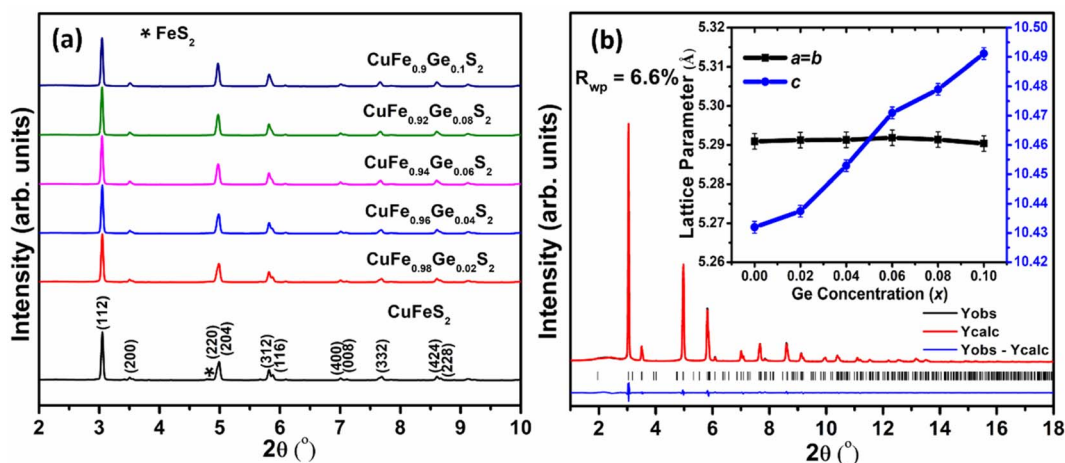 (a)
* FeS2
CuFe0.9Ge0.1S2
CuFe0.92Ge0.08S2
CuFe0.94Ge0.06S2
CuFe0.96Ge0.04S2
CuFe0.98Ge0.02S2
CuFeS2
(112)
(200)
*
(220)
(204)
(312)
(116)
(400)
(008)
(332)
(424)
(228)
Intensity (arb. units)
2 3 4 5 6 7 8 9 10
2θ (°)
(b)
Rwp = 6.6%
Intensity (arb. units)
5.32
5.31
5.30
5.29
5.28
5.27
5.26
Lattice Parameter (Å)
a=b
c
10.50
10.49
10.48
10.47
10.46
10.45
10.44
10.43
10.42
0.00 0.02 0.04 0.06 0.08 0.10
Ge Concentration (x)
Yobs
Ycalc
Yobs - Ycalc
2 4 6 8 10 12 14 16 18
2θ (°)